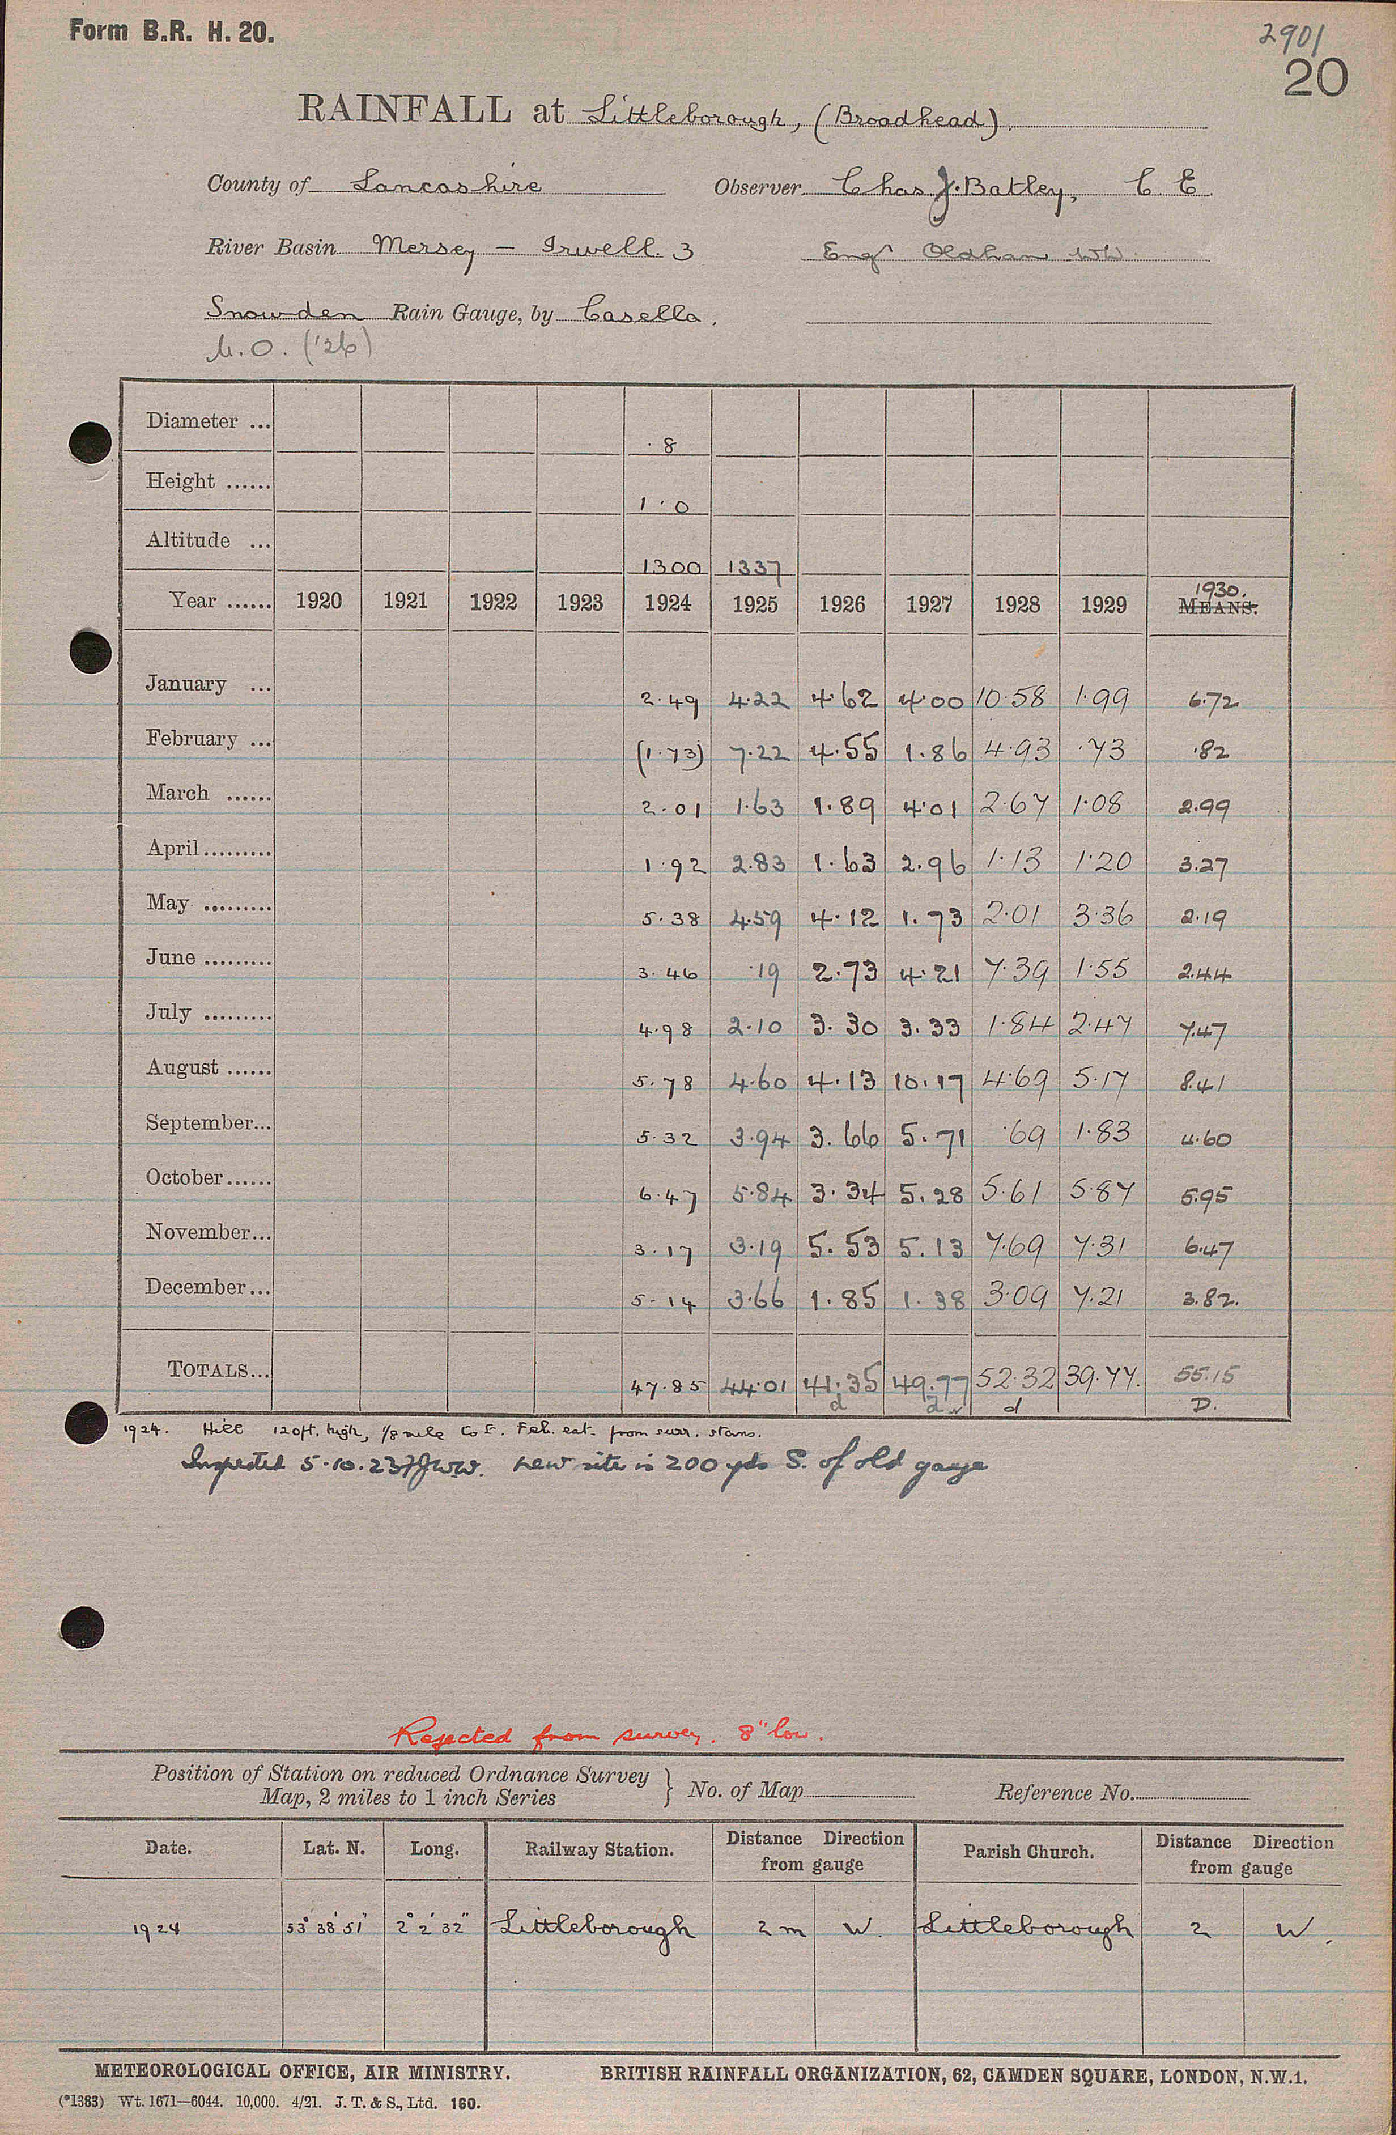 Form B.R. H. 20.
2901
20
RAINFALL at Littleborough, (Broadhead).
County of Lancashire Observer Chas J. Batley, C E
River Basin Mersey — Irwell. 3 Engr Oldham WW.
Snowden Rain Gauge, by Casella.
M.O. ('26)
Diameter ... ·8
Height ...... 1·0
Altitude ... 1300 1337
1930.
Year ...... 1920 1921 1922 1923 1924 1925 1926 1927 1928 1929 MEANS.
January ... 2·49 4·22 4·62 4·00 10·58 1·99 6·72
February ... (1·73) 7·22 4·55 1·86 4·93 ·73 ·82
March ...... 2·01 1·63 1·89 4·01 2·67 1·08 2·99
April ......... 1·92 2·83 1·63 2·96 1·13 1·20 3·27
May ......... 5·38 4·59 4·12 1·73 2·01 3·36 2·19
June ......... 3·46 ·19 2·73 4·21 7·39 1·55 2·44
July ......... 4·98 2·10 3·30 3·33 1·84 2·47 7·47
August ...... 5·78 4·60 4·13 10·17 4·69 5·17 8·41
September... 5·32 3·94 3·66 5·71 ·69 1·83 4·60
October...... 6·47 5·84 3·34 5·28 5·61 5·87 5·95
November... 3·17 3·19 5·53 5·13 7·69 7·31 6·47
December... 5·14 3·66 1·85 1·38 3·09 7·21 3·82.
TOTALS... 47·85 44·01 41·35 49·77 52·32 39·77. 55·15
d d D.
1924. Hill 120ft. high, 1/8 mile to E. Feb. est. from surr. stans.
Inspected 5·10·23 new site is 200 yds S. of old gauge
Rejected from survey. 8" low.
Position of Station on reduced Ordnance Survey
Map, 2 miles to 1 inch Series } No. of Map Reference No.
Date. Lat. N. Long. Railway Station. Distance Direction from gauge Parish Church. Distance Direction from gauge
1924 53° 38' 51" 2° 2' 32" Littleborough 2 m W. Littleborough 2 W.
METEOROLOGICAL OFFICE, AIR MINISTRY. BRITISH RAINFALL ORGANIZATION, 62, CAMDEN SQUARE, LONDON, N.W.1.
(*1383) Wt. 1671—6044. 10,000. 4/21. J. T. & S., Ltd. 160.